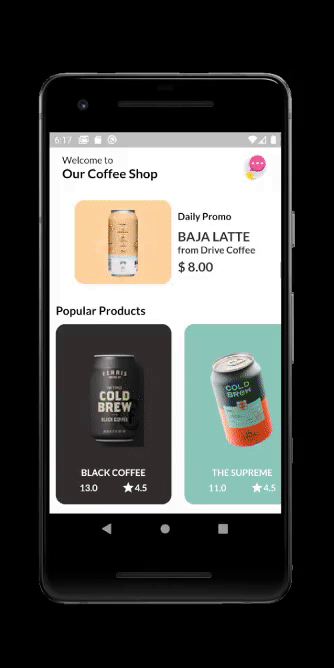 6:17
Welcome to
Our Coffee Shop
Daily Promo
BAJA LATTE
from Drive Coffee
$ 8.00
Popular Products
FERRIS
COLD
BREW
BLACK COFFEE
COLD
BREW
BLACK COFFEE
13.0
4.5
THE SUPREME
11.0
4.5